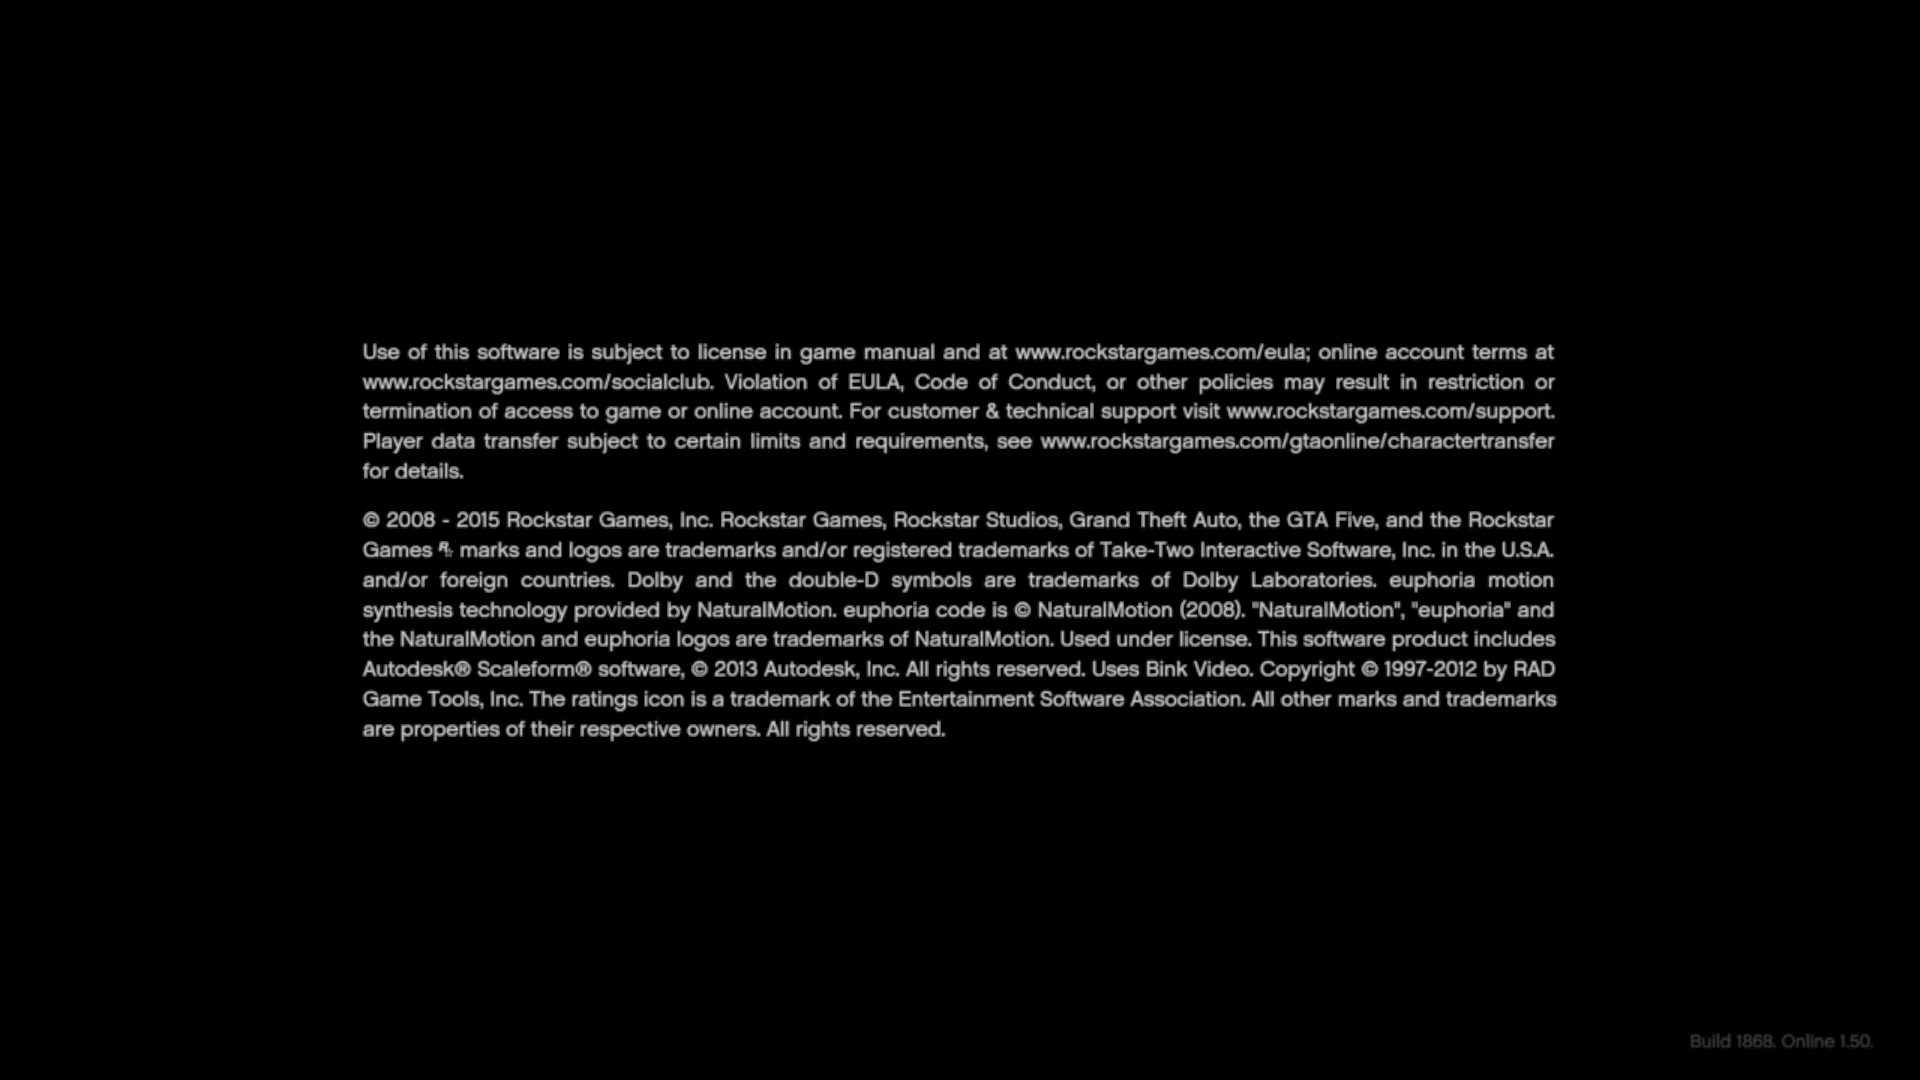 Use of this software is subject to license in game manual and at www.rockstargames.com/eula; online account terms at
www.rockstargames.com/socialclub. Violation of EULA, Code of Conduct, or other policies may result in restriction or
termination of access to game or online account. For customer & technical support visit www.rockstargames.com/support.
Player data transfer subject to certain limits and requirements, see www.rockstargames.com/gtaonline/charactertransfer
for details.
© 2008 - 2015 Rockstar Games, Inc. Rockstar Games, Rockstar Studios, Grand Theft Auto, the GTA Five, and the Rockstar
Games R* marks and logos are trademarks and/or registered trademarks of Take-Two Interactive Software, Inc. in the U.S.A.
and/or foreign countries. Dolby and the double-D symbols are trademarks of Dolby Laboratories. euphoria motion
synthesis technology provided by NaturalMotion. euphoria code is © NaturalMotion (2008). "NaturalMotion", "euphoria" and
the NaturalMotion and euphoria logos are trademarks of NaturalMotion. Used under license. This software product includes
Autodesk® Scaleform® software, © 2013 Autodesk, Inc. All rights reserved. Uses Bink Video. Copyright © 1997-2012 by RAD
Game Tools, Inc. The ratings icon is a trademark of the Entertainment Software Association. All other marks and trademarks
are properties of their respective owners. All rights reserved.
Build 1868. Online 1.50.